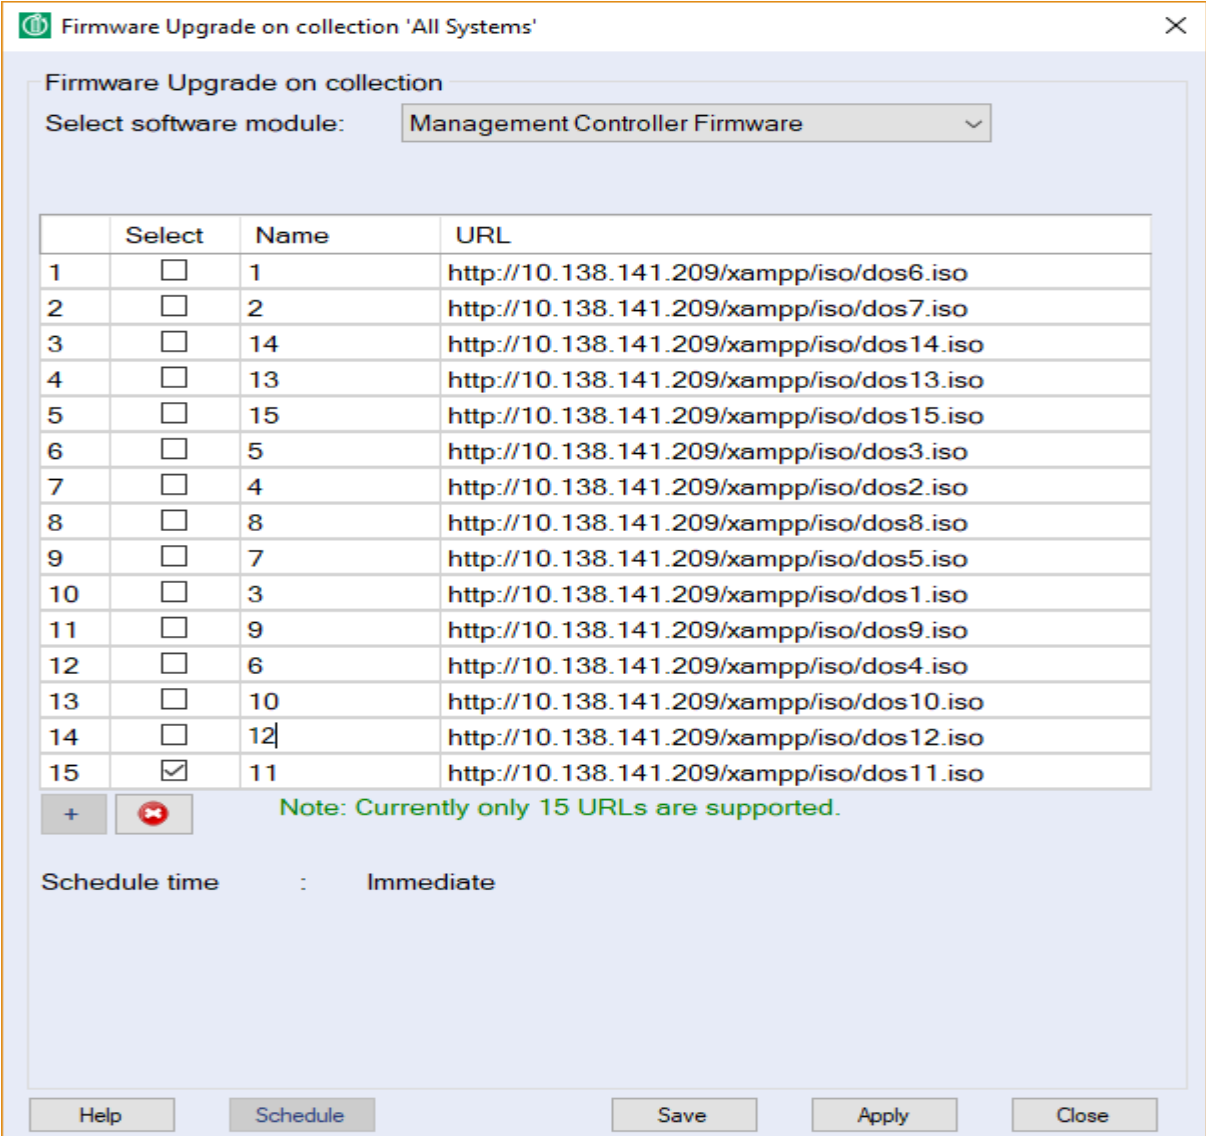 Firmware Upgrade on collection 'All Systems'
Firmware Upgrade on collection
Select software module: Management Controller Firmware
Select Name URL
1 1 http://10.138.141.209/xampp/iso/dos6.iso
2 2 http://10.138.141.209/xampp/iso/dos7.iso
3 14 http://10.138.141.209/xampp/iso/dos14.iso
4 13 http://10.138.141.209/xampp/iso/dos13.iso
5 15 http://10.138.141.209/xampp/iso/dos15.iso
6 5 http://10.138.141.209/xampp/iso/dos3.iso
7 4 http://10.138.141.209/xampp/iso/dos2.iso
8 8 http://10.138.141.209/xampp/iso/dos8.iso
9 7 http://10.138.141.209/xampp/iso/dos5.iso
10 3 http://10.138.141.209/xampp/iso/dos1.iso
11 9 http://10.138.141.209/xampp/iso/dos9.iso
12 6 http://10.138.141.209/xampp/iso/dos4.iso
13 10 http://10.138.141.209/xampp/iso/dos10.iso
14 12 http://10.138.141.209/xampp/iso/dos12.iso
15 11 http://10.138.141.209/xampp/iso/dos11.iso
+ Note: Currently only 15 URLs are supported.
Schedule time : Immediate
Help Schedule Save Apply Close